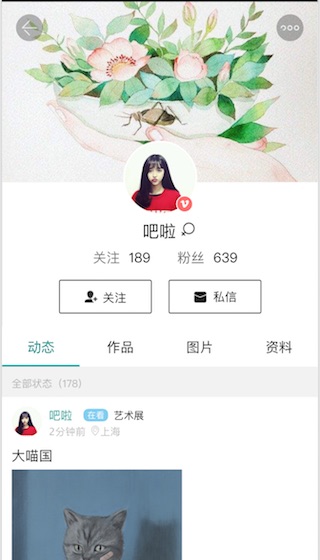 吧啦
关注 189 粉丝 639
关注 私信
动态 作品 图片 资料
全部状态（178）
吧啦 在看 艺术展
2分钟前 上海
大喵国